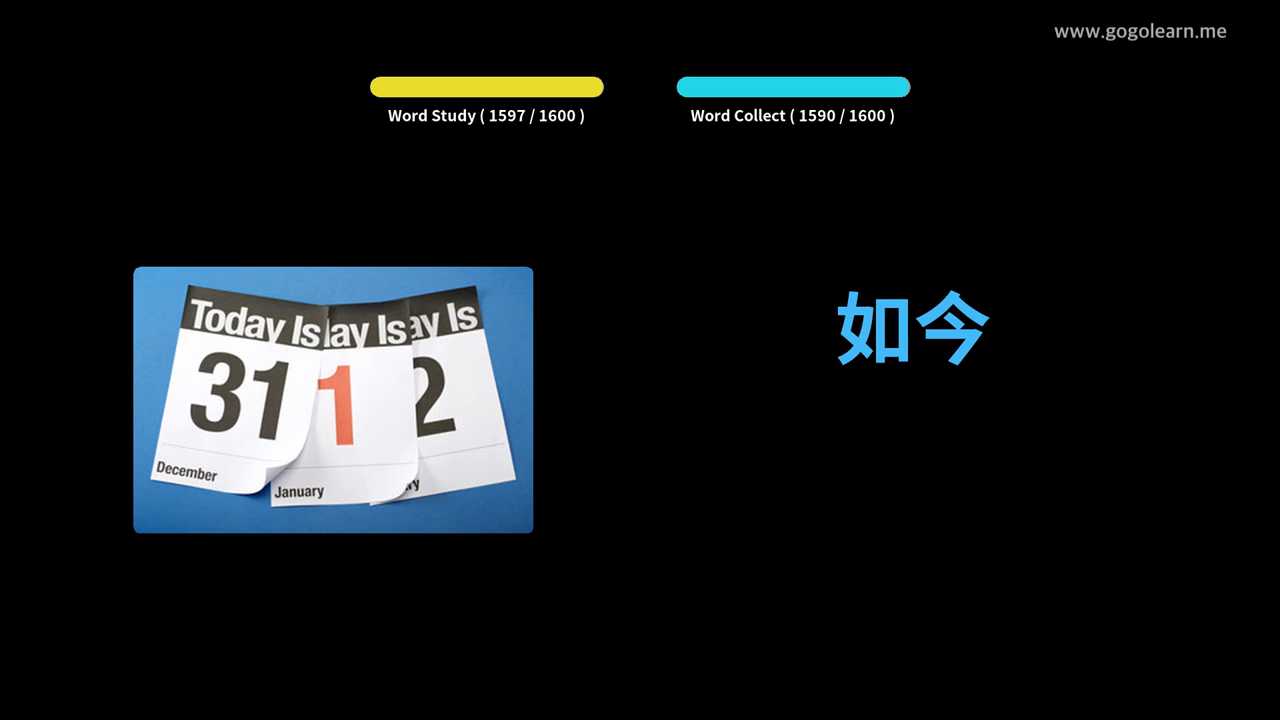 www.gogolearn.me
Word Study ( 1597 / 1600 )
Word Collect ( 1590 / 1600 )
如今
Today Is
ay Is
ay Is
31
1
2
December
January
ry